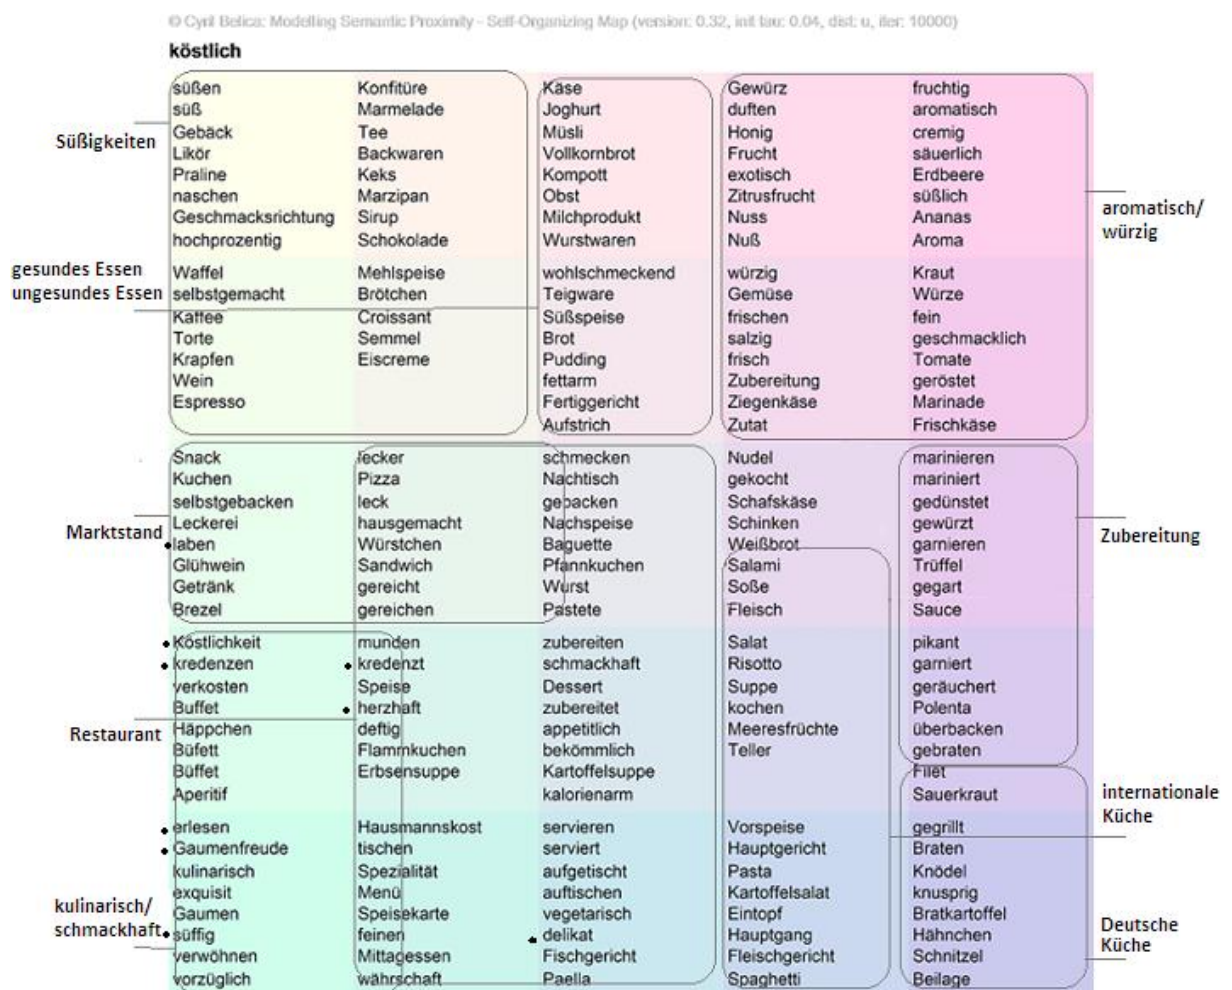 © Cyril Belica: Modelling Semantic Proximity - Self-Organizing Map (version: 0.32, init tau: 0.04, dist: u, iter: 10000)
köstlich
süßen Konfitüre Käse Gewürz fruchtig
süß Marmelade Joghurt duften aromatisch
Gebäck Tee Müsli Honig cremig
Süßigkeiten
Likör Backwaren Vollkornbrot Frucht säuerlich
Praline Keks Kompott exotisch Erdbeere
naschen Marzipan Obst Zitrusfrucht süßlich
Geschmacksrichtung Sirup Milchprodukt Nuss Ananas
aromatisch/
würzig
hochprozentig Schokolade Wurstwaren Nuß Aroma
gesundes Essen
ungesundes Essen
Waffel Mehlspeise wohlschmeckend würzig Kraut
selbstgemacht Brötchen Teigware Gemüse Würze
Kaffee Croissant Süßspeise frischen fein
Torte Semmel Brot salzig geschmacklich
Krapfen Eiscreme Pudding frisch Tomate
Wein fettarm Zubereitung geröstet
Espresso Fertiggericht Ziegenkäse Marinade
Aufstrich Zutat Frischkäse
Snack lecker schmecken Nudel marinieren
Kuchen Pizza Nachtisch gekocht mariniert
selbstgebacken leck gebacken Schafskäse gedünstet
Leckerei hausgemacht Nachspeise Schinken gewürzt
Marktstand
Zubereitung
laben Würstchen Baguette Weißbrot garnieren
Glühwein Sandwich Pfannkuchen Salami Trüffel
Getränk gereicht Wurst Soße gegart
Brezel gereichen Pastete Fleisch Sauce
Köstlichkeit munden zubereiten Salat pikant
kredenzen kredenzt schmackhaft Risotto garniert
verkosten Speise Dessert Suppe geräuchert
Buffet herzhaft zubereitet kochen Polenta
Häppchen deftig appetitlich Meeresfrüchte überbacken
Restaurant
Büfett Flammkuchen bekömmlich Teller gebraten
Büffet Erbsensuppe Kartoffelsuppe Filet
Aperitif kalorienarm Sauerkraut
internationale
Küche
erlesen Hausmannskost servieren Vorspeise gegrillt
Gaumenfreude tischen serviert Hauptgericht Braten
kulinarisch Spezialität aufgetischt Pasta Knödel
exquisit Menü auftischen Kartoffelsalat knusprig
Gaumen Speisekarte vegetarisch Eintopf Bratkartoffel
kulinarisch/
schmackhaft
süffig feinen delikat Hauptgang Hähnchen
Deutsche
Küche
verwöhnen Mittagessen Fischgericht Fleischgericht Schnitzel
vorzüglich währschaft Paella Spaghetti Beilage